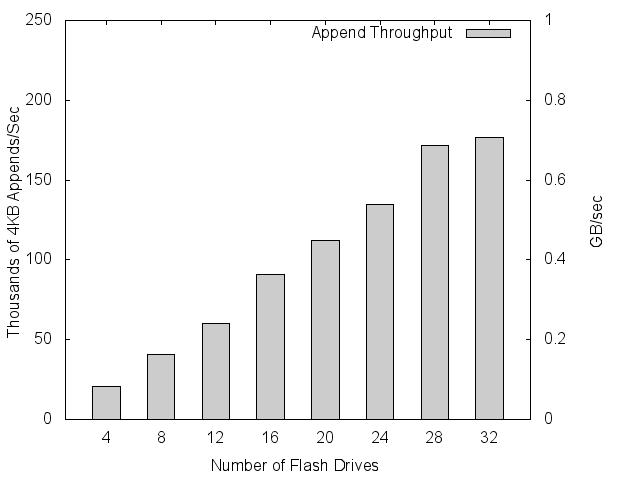 Append Throughput
250
200
150
100
50
0
Thousands of 4KB Appends/Sec
1
0.8
0.6
0.4
0.2
0
GB/sec
4 8 12 16 20 24 28 32
Number of Flash Drives